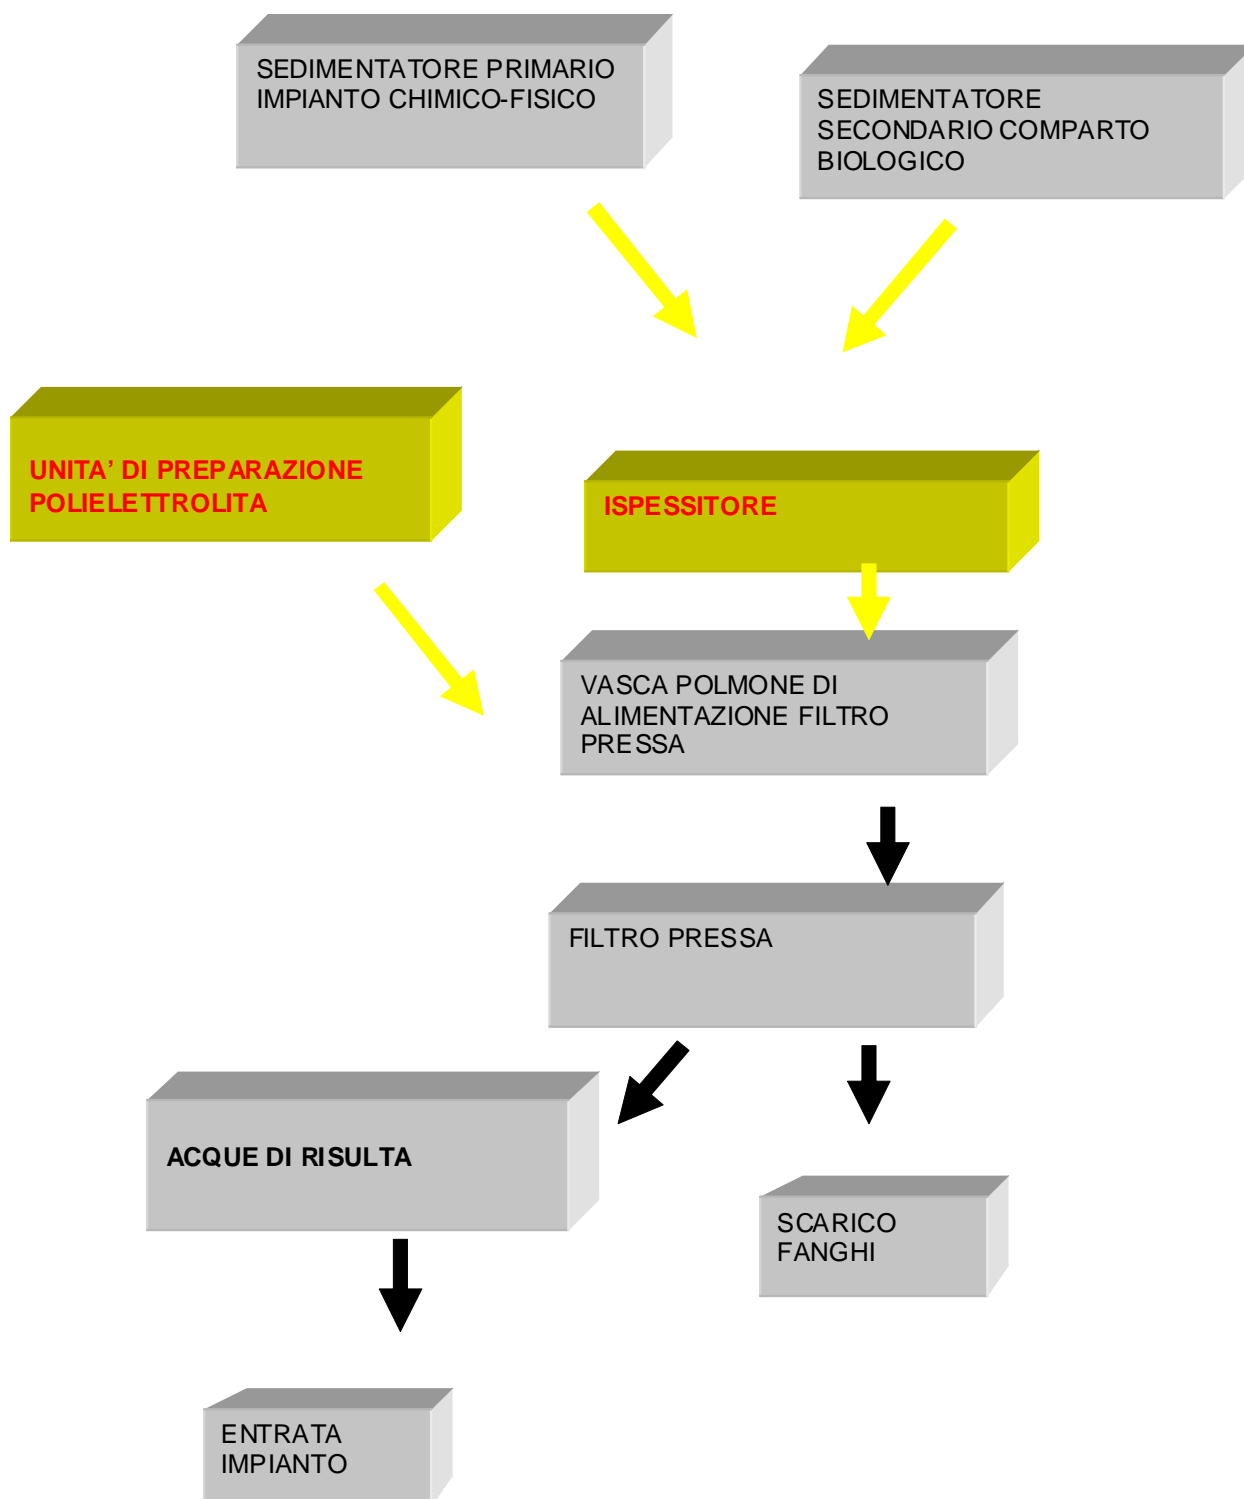 SEDIMENTATORE PRIMARIO
IMPIANTO CHIMICO-FISICO
SEDIMENTATORE
SECONDARIO COMPARTO
BIOLOGICO
UNITA’ DI PREPARAZIONE
POLIELETTROLITA
ISPESSITORE
VASCA POLMONE DI
ALIMENTAZIONE FILTRO
PRESSA
FILTRO PRESSA
ACQUE DI RISULTA
SCARICO
FANGHI
ENTRATA
IMPIANTO